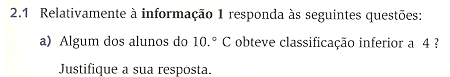 2.1 Relativamente à informação 1 responda às seguintes questões:
a) Algum dos alunos do 10.° C obteve classificação inferior a 4 ?
Justifique a sua resposta.